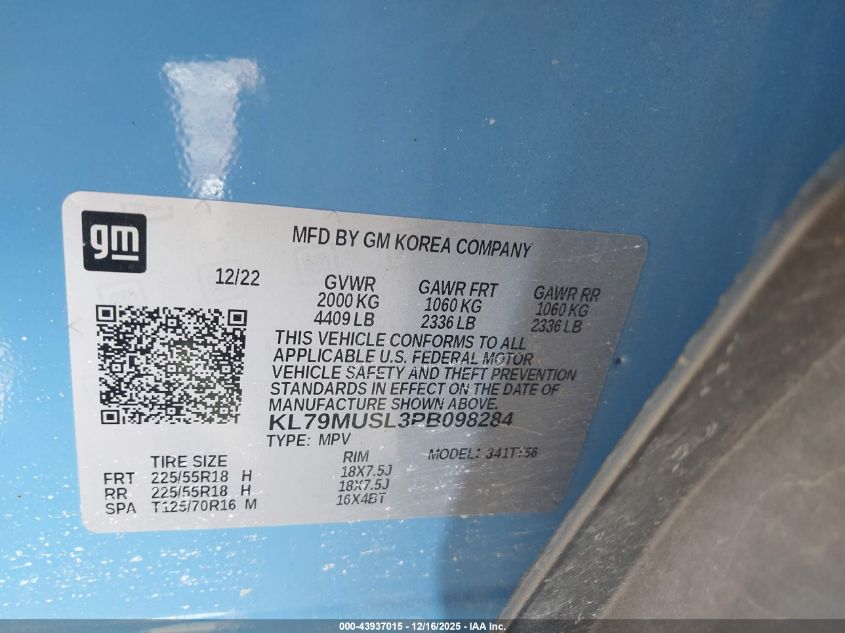 gm
MFD BY GM KOREA COMPANY
12/22
GVWR GAWR FRT GAWR RR
2000 KG 1060 KG 1060 KG
4409 LB 2336 LB 2336 LB
THIS VEHICLE CONFORMS TO ALL
APPLICABLE U.S. FEDERAL MOTOR
VEHICLE SAFETY AND THEFT PREVENTION
STANDARDS IN EFFECT ON THE DATE OF
MANUFACTURE SHOWN ABOVE.
KL79MUSL3PB098284
TYPE: MPV MODEL:
TIRE SIZE RIM
FRT 225/55R18 H 18X7.5J
RR 225/55R18 H 18X7.5J
SPA T125/70R16 M 16X4BT
000-43937015 - 12/16/2025 - IAA Inc.